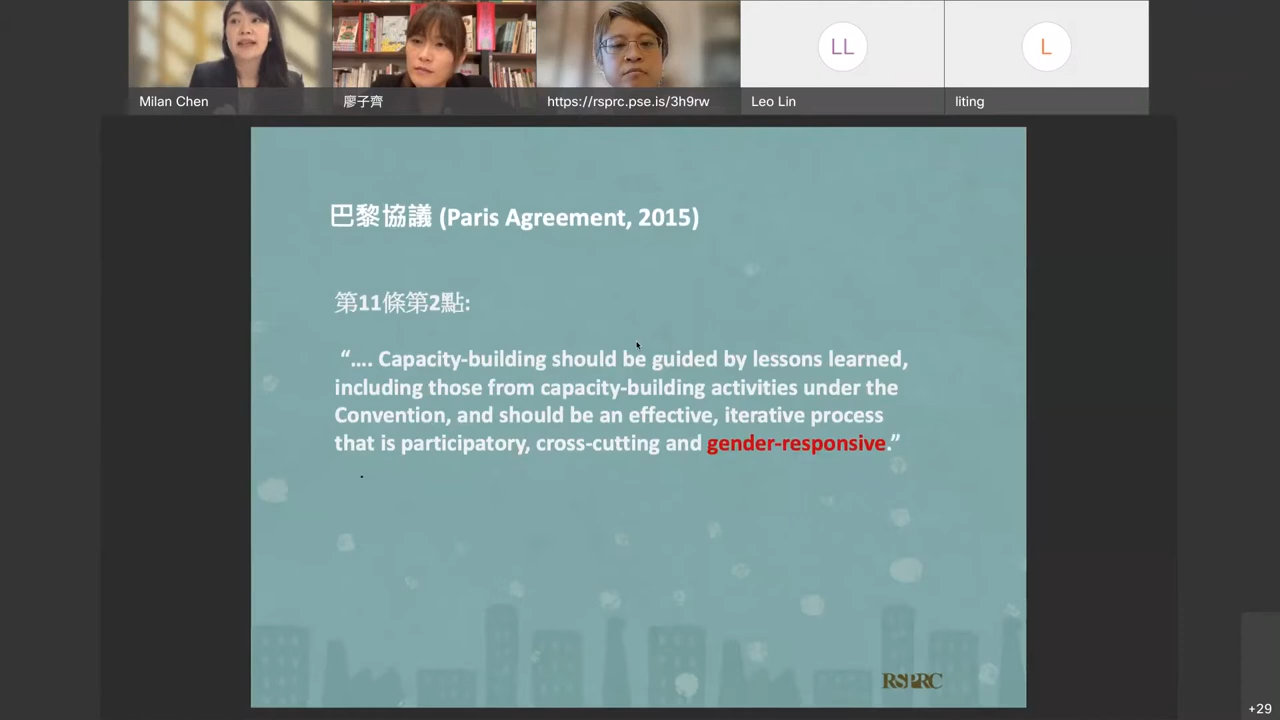 Milan Chen
廖子齊
https://rsprc.pse.is/3h9rw
LL
Leo Lin
L
liting
巴黎協議 (Paris Agreement, 2015)
第11條第2點:
“…. Capacity-building should be guided by lessons learned,
including those from capacity-building activities under the
Convention, and should be an effective, iterative process
that is participatory, cross-cutting and gender-responsive.”
.
RSPRC
+29